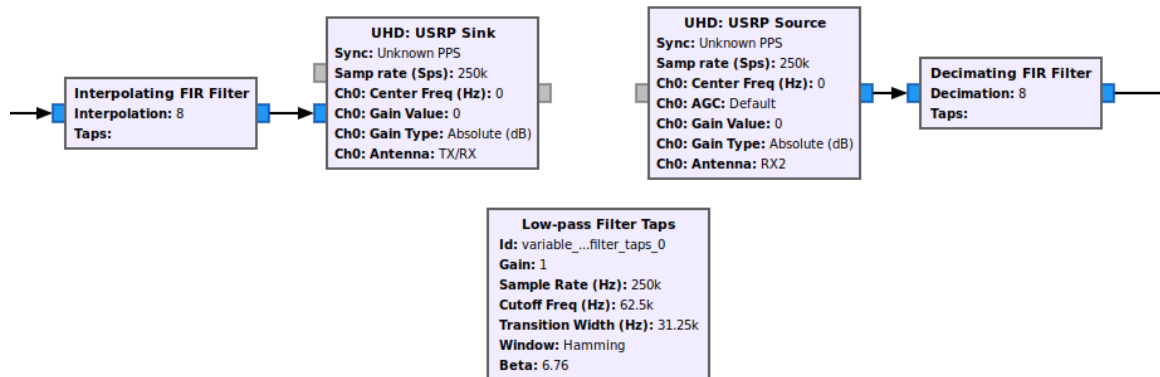 Interpolating FIR Filter
Interpolation: 8
Taps:
UHD: USRP Sink
Sync: Unknown PPS
Samp rate (Sps): 250k
Ch0: Center Freq (Hz): 0
Ch0: Gain Value: 0
Ch0: Gain Type: Absolute (dB)
Ch0: Antenna: TX/RX
UHD: USRP Source
Sync: Unknown PPS
Samp rate (Sps): 250k
Ch0: Center Freq (Hz): 0
Ch0: AGC: Default
Ch0: Gain Value: 0
Ch0: Gain Type: Absolute (dB)
Ch0: Antenna: RX2
Decimating FIR Filter
Decimation: 8
Taps:
Low-pass Filter Taps
Id: variable_...filter_taps_0
Gain: 1
Sample Rate (Hz): 250k
Cutoff Freq (Hz): 62.5k
Transition Width (Hz): 31.25k
Window: Hamming
Beta: 6.76